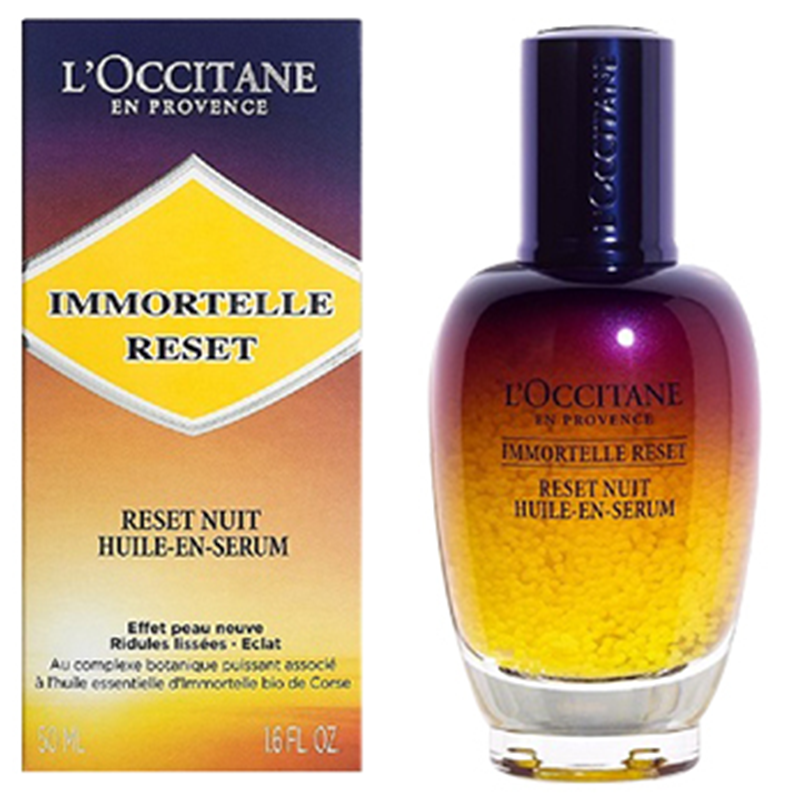 L'OCCITANE
EN PROVENCE
IMMORTELLE
RESET
RESET NUIT
HUILE-EN-SERUM
Effet peau neuve
Ridules lissées - Eclat
Au complexe botanique puissant associé
à l'huile essentielle d'Immortelle bio de Corse
50 ML 1.6 FL. OZ.
L'OCCITANE
L'OCCITANE
EN PROVENCE
IMMORTELLE RESET
RESET NUIT
HUILE-EN-SERUM